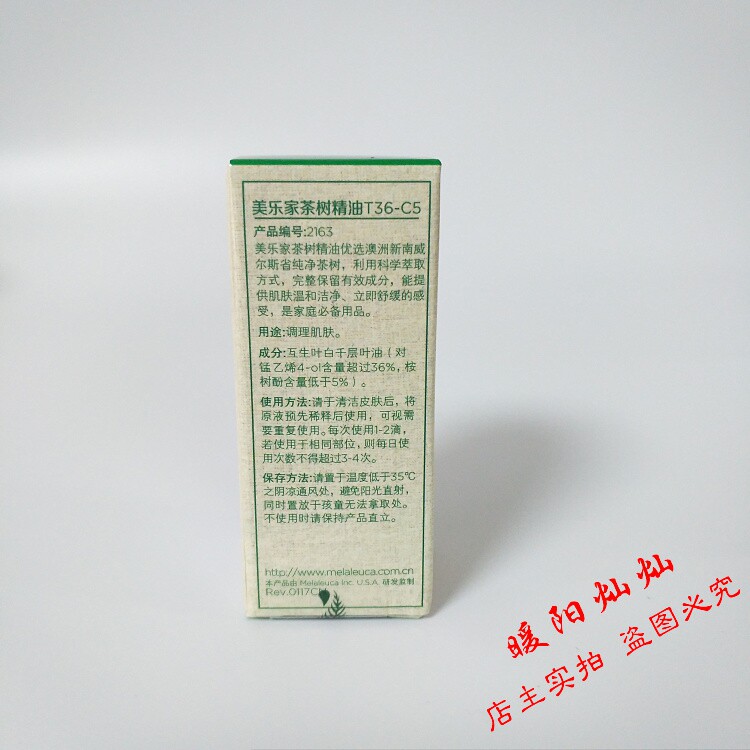 美乐家茶树精油T36-C5
产品编号:2163
美乐家茶树精油优选澳洲新南威
尔斯省纯净茶树，利用科学萃取
方式，完整保留有效成分，能提
供肌肤温和洁净、立即舒缓的感
受，是家庭必备用品。
用途:调理肌肤。
成分:互生叶白千层叶油（对
锰乙烯4-ol含量超过36%，桉
树酚含量低于5%）。
使用方法:请于清洁皮肤后，将
原液预先稀释后使用，可视需
要重复使用。每次使用1-2滴，
若使用于相同部位，则每日使
用次数不得超过3-4次。
保存方法:请置于温度低于35℃
之阴凉通风处，避免阳光直射，
同时置放于孩童无法拿取处。
不使用时请保持产品直立。
http://www.melaleuca.com.cn
本产品由 Melaleuca Inc. U.S.A. 研发监制
Rev.0117CN
暖阳灿灿
店主实拍 盗图必究